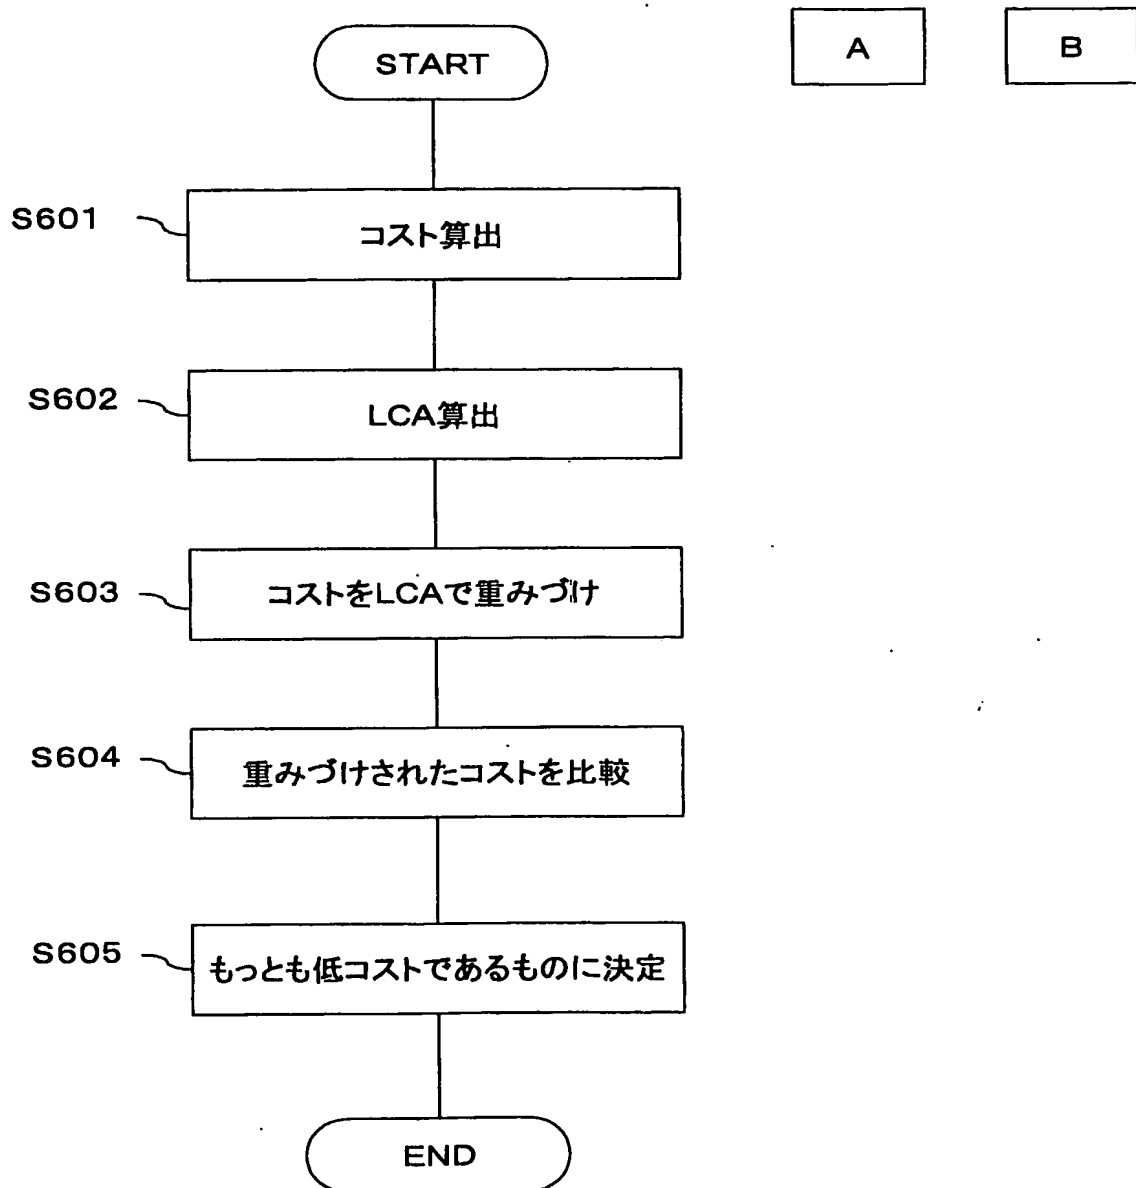 START
A
B
S601
コスト算出
S602
LCA算出
S603
コストをLCAで重みづけ
S604
重みづけされたコストを比較
S605
もっとも低コストであるものに決定
END